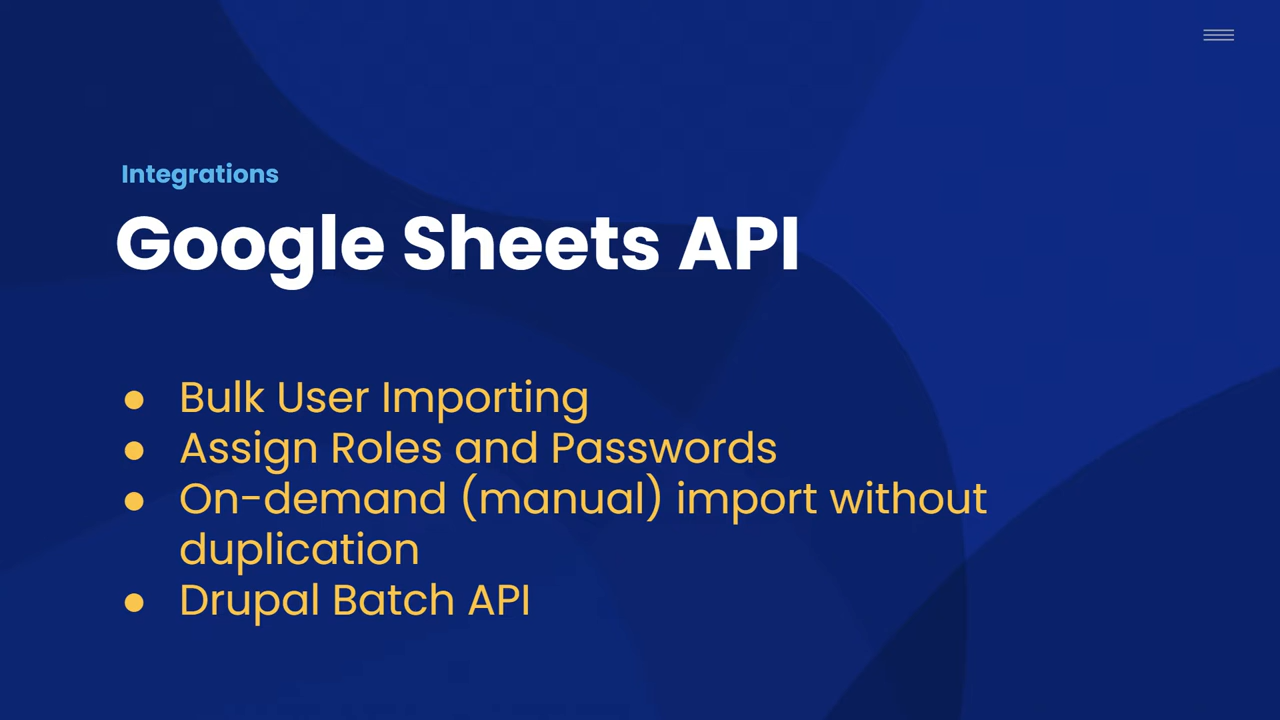 Integrations
Google Sheets API
● Bulk User Importing
● Assign Roles and Passwords
● On-demand (manual) import without
duplication
● Drupal Batch API